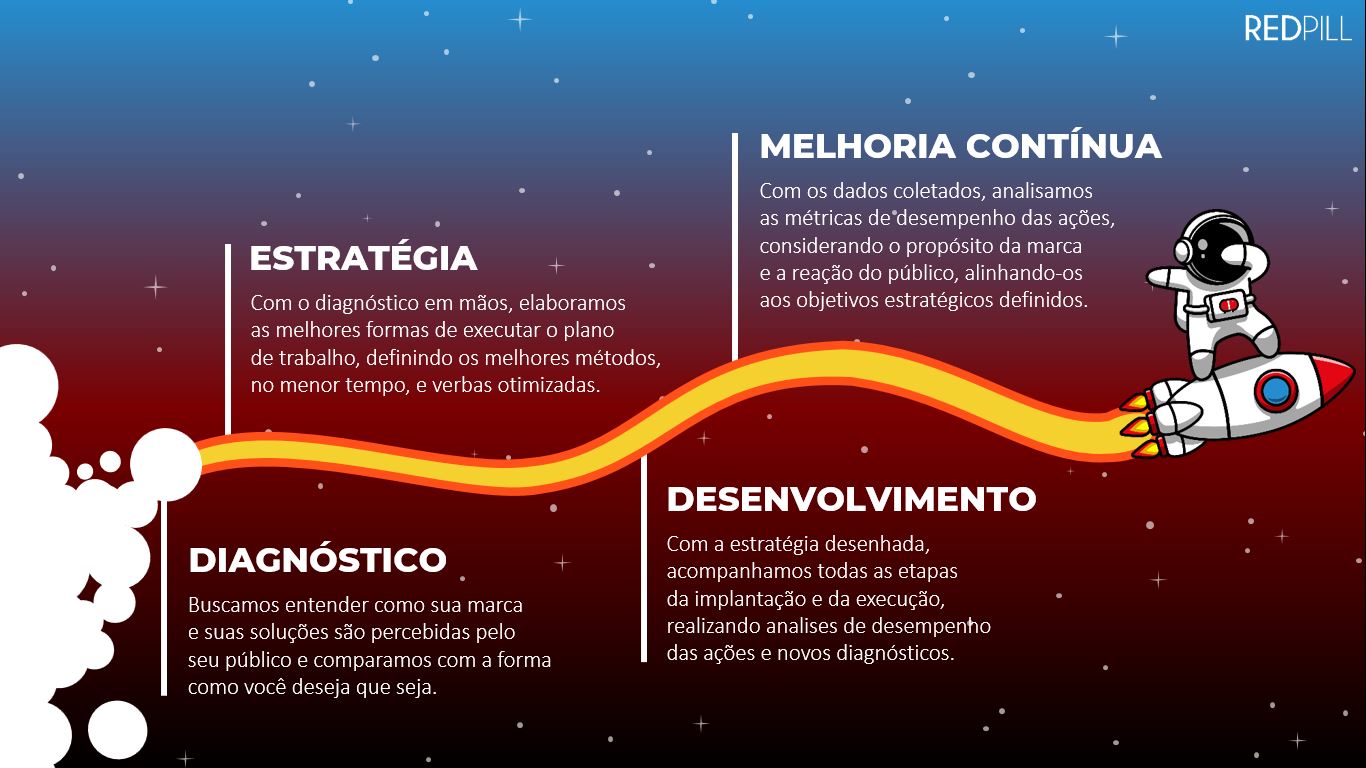 REDPILL
MELHORIA CONTÍNUA
Com os dados coletados, analisamos
as métricas de desempenho das ações,
considerando o propósito da marca
e a reação do público, alinhando-os
aos objetivos estratégicos definidos.
ESTRATÉGIA
Com o diagnóstico em mãos, elaboramos
as melhores formas de executar o plano
de trabalho, definindo os melhores métodos,
no menor tempo, e verbas otimizadas.
DESENVOLVIMENTO
Com a estratégia desenhada,
acompanhamos todas as etapas
da implantação e da execução,
realizando analises de desempenho
das ações e novos diagnósticos.
DIAGNÓSTICO
Buscamos entender como sua marca
e suas soluções são percebidas pelo
seu público e comparamos com a forma
como você deseja que seja.